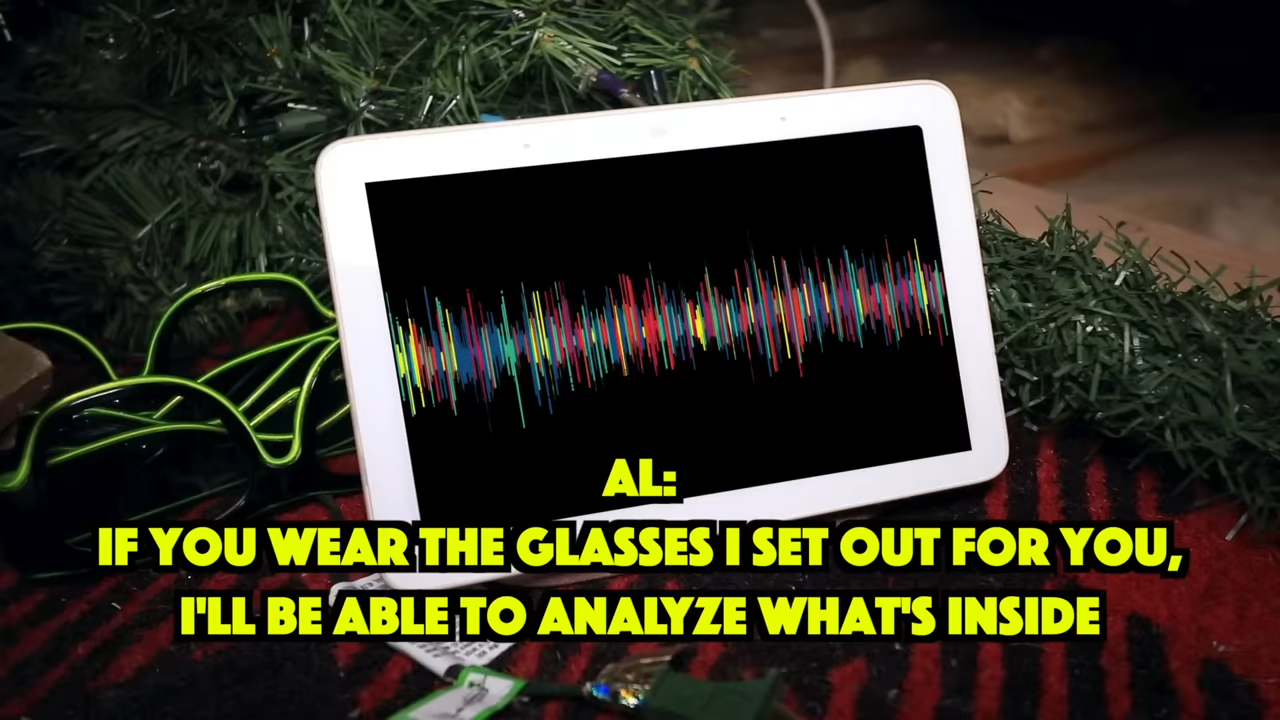 AL:
IF YOU WEAR THE GLASSES I SET OUT FOR YOU,
I'LL BE ABLE TO ANALYZE WHAT'S INSIDE